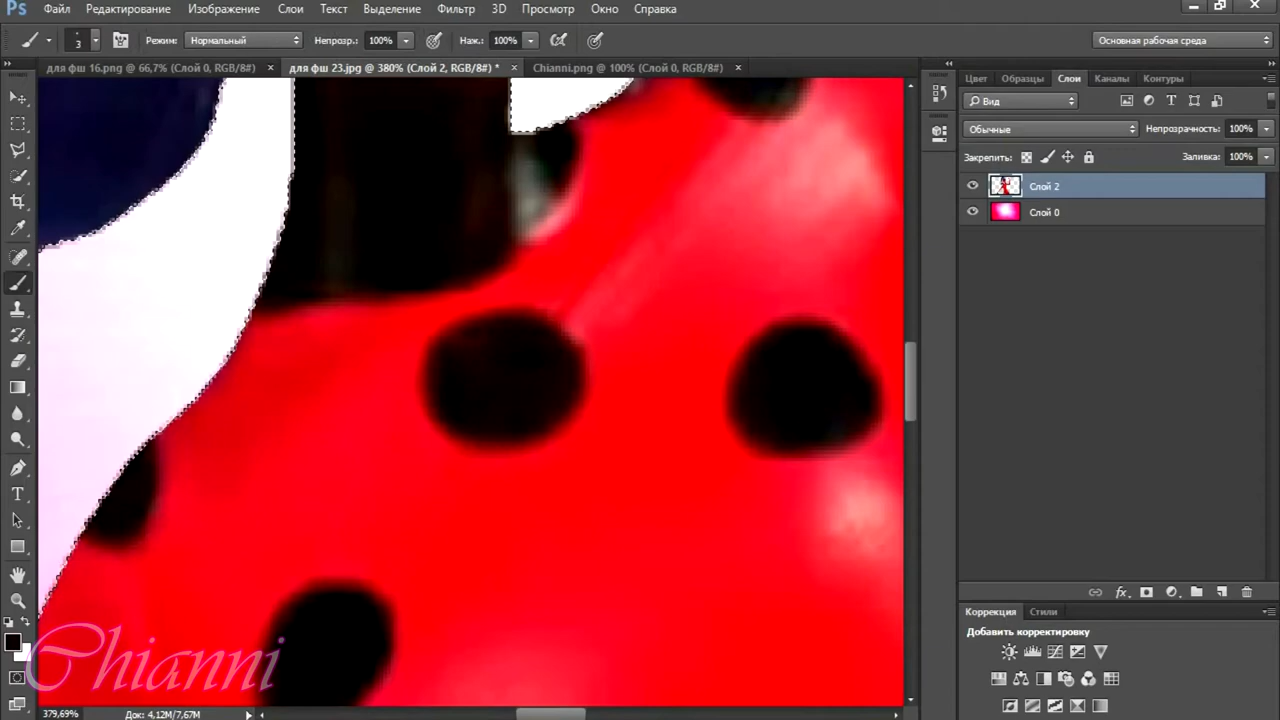 Ps Файл Редактирование Изображение Слои Текст Выделение Фильтр 3D Просмотр Окно Справка
3 Режим: Нормальный Непрозр.: 100% Наж.: 100% Основная рабочая среда
для фш 16.png @ 66,7% (Слой 0, RGB/8#) × для фш 23.jpg @ 380% (Слой 2, RGB/8#) * × Chianni.png @ 100% (Слой 0, RGB/8#) ×
Цвет Образцы Слои Каналы Контуры
Вид
Обычные Непрозрачность: 100%
Закрепить: Заливка: 100%
Слой 2
Слой 0
fx
Коррекция Стили
Добавить корректировку
Chianni
379,69% Док: 4,12M/7,67M